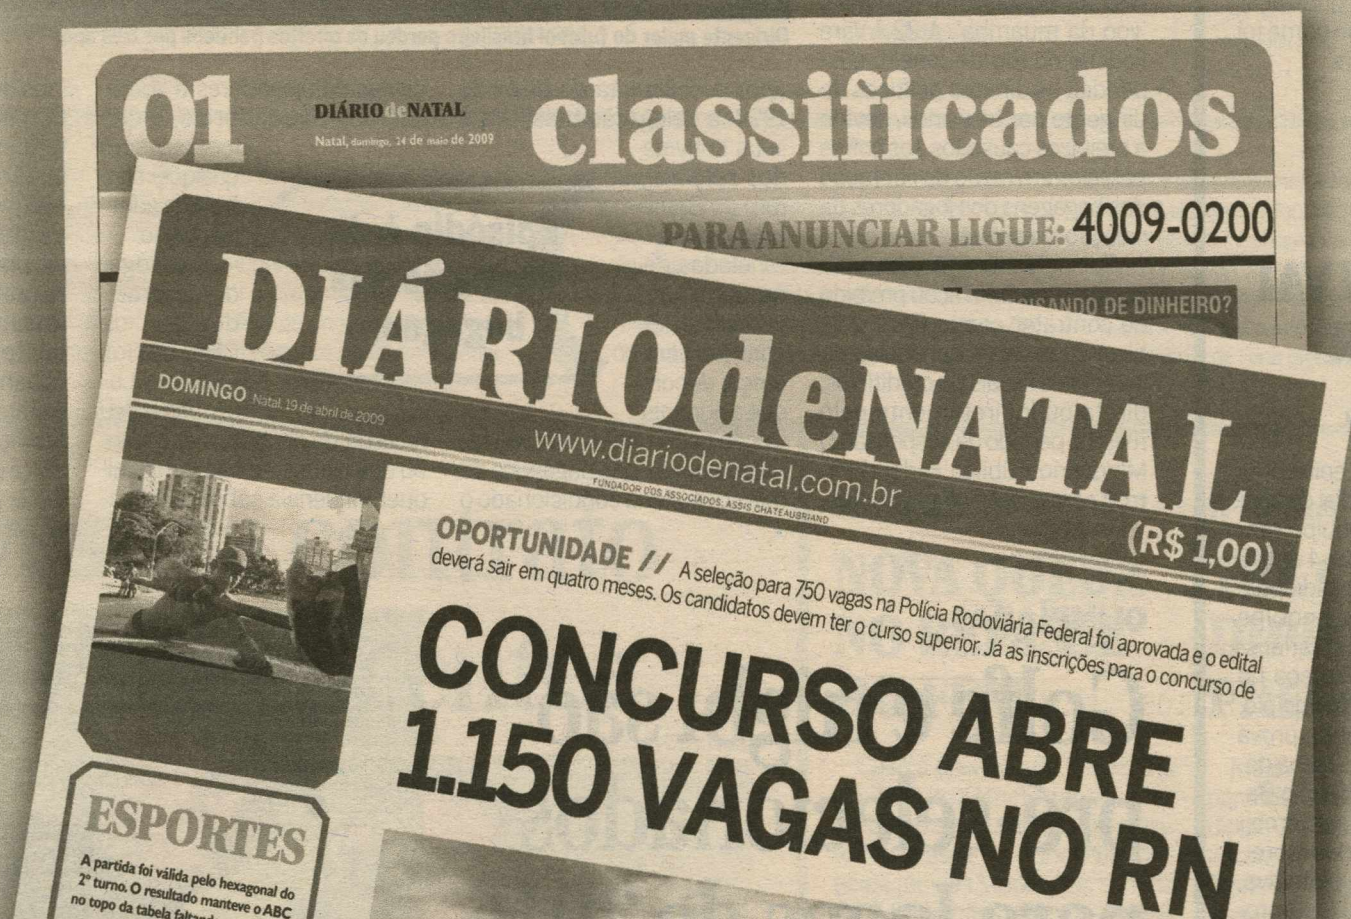 01
DIÁRIOdeNATAL
Natal, domingo, 24 de maio de 2009
classificados
PARA ANUNCIAR LIGUE: 4009-0200
DE DINHEIRO?
DIÁRIOdeNATAL
DOMINGO Natal, 19 de abril de 2009
www.diariodenatal.com.br
FUNDADOR DOS ASSOCIADOS: ASSIS CHATEAUBRIAND
(R$ 1,00)
OPORTUNIDADE // A seleção para 750 vagas na Polícia Rodoviária Federal foi aprovada e o edital
deverá sair em quatro meses. Os candidatos devem ter o curso superior. Já as inscrições para o concurso de
CONCURSO ABRE
1.150 VAGAS NO RN
ESPORTES
A partida foi válida pelo hexagonal do
2º turno. O resultado manteve o ABC
no topo da tabela